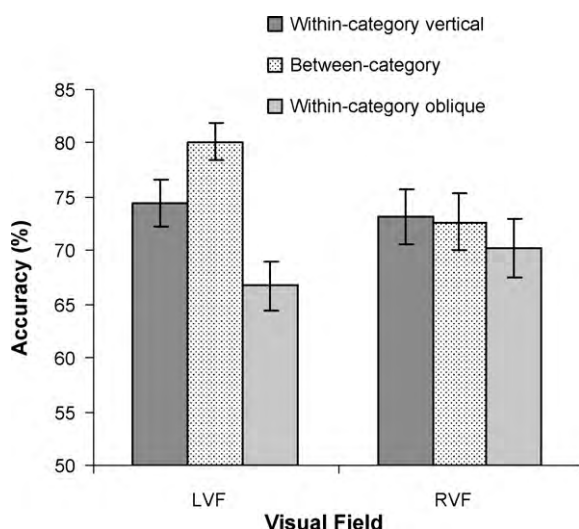 Within-category vertical
Between-category
Within-category oblique
85
80
75
70
65
60
55
50
Accuracy (%)
LVF
RVF
Visual Field